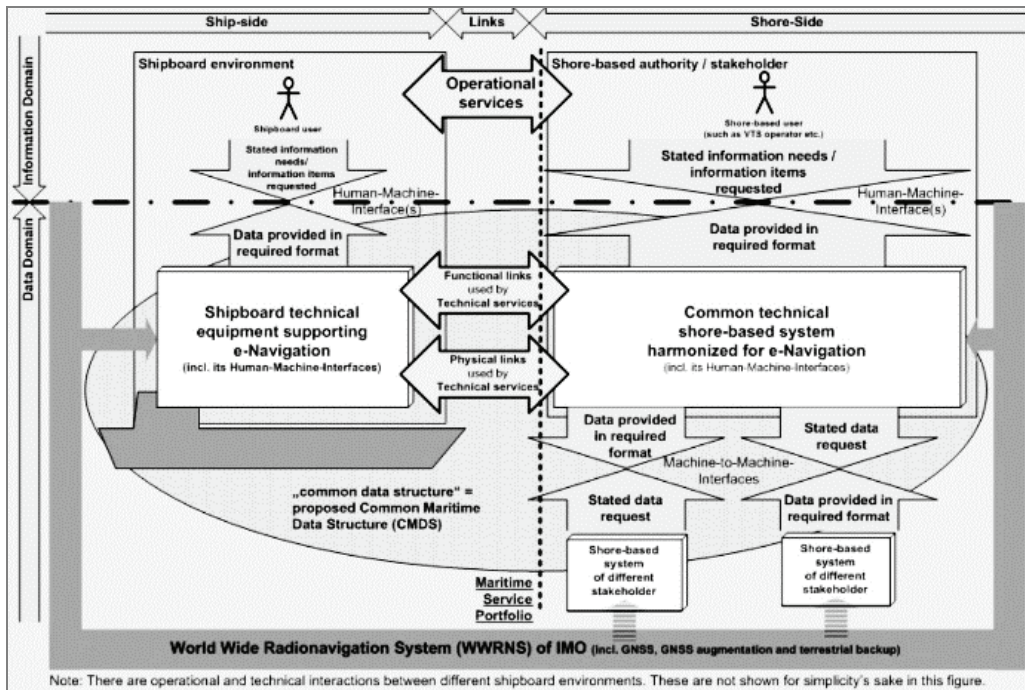 Ship-side
Links
Shore-Side
Information Domain
Data Domain
Shipboard environment
Operational
services
Shore-based authority / stakeholder
Shipboard user
Shore-based user
(such as VTS operator etc.)
Stated information
needs/
information items
requested
Human-Machine-
Interface(s)
Stated information needs /
information items
requested
Human-Machine-
Interface(s)
Data provided in
required format
Data provided in
required format
Functional links
used by
Technical services
Shipboard technical
equipment supporting
e-Navigation
(incl. its Human-Machine-Interfaces)
Common technical
shore-based system
harmonized for e-Navigation
(incl. its Human-Machine-Interfaces)
Physical links
used by
Technical services
Data provided
in required
format
Stated data
request
Machine-to-Machine-
Interfaces
Stated data
request
Data provided in
required format
„common data structure“ =
proposed Common Maritime
Data Structure (CMDS)
Shore-based
system
of different
stakeholder
Shore-based
system
of different
stakeholder
Maritime
Service
Portfolio
World Wide Radionavigation System (WWRNS) of IMO (incl. GNSS, GNSS augmentation and terrestrial backup)
Note: There are operational and technical interactions between different shipboard environments. These are not shown for simplicity's sake in this figure.